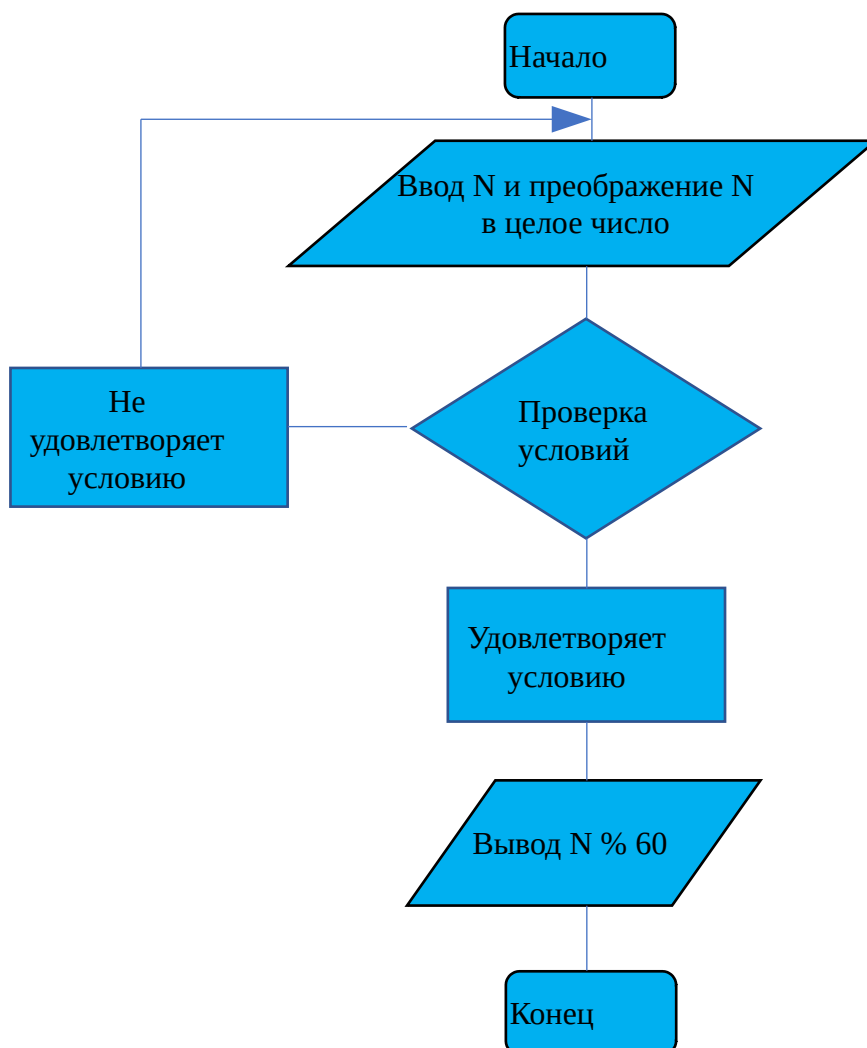 Начало
Ввод N и преображение N
в целое число
Не
удовлетворяет
условию
Проверка
условий
Удовлетворяет
условию
Вывод N % 60
Конец